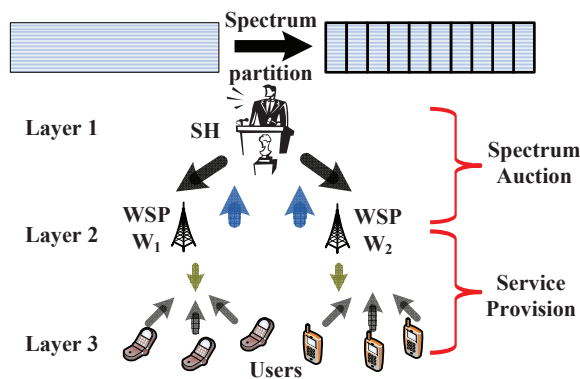 Spectrum
partition
Layer 1
SH
Spectrum
Auction
WSP
W₁
WSP
W₂
Layer 2
Service
Provision
Layer 3
Users